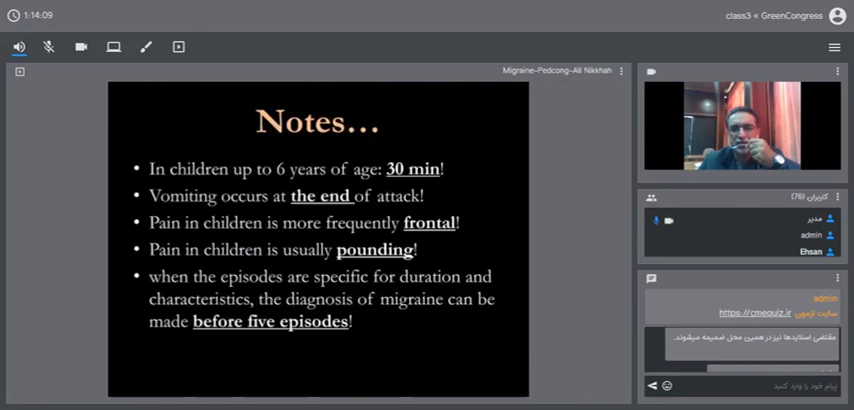 1:14:09
class3 « GreenCongress
Migraine-Pedcong-Ali Nikkhah
Notes…
• In children up to 6 years of age: 30 min!
• Vomiting occurs at the end of attack!
• Pain in children is more frequently frontal!
• Pain in children is usually pounding!
• when the episodes are specific for duration and
characteristics, the diagnosis of migraine can be
made before five episodes!
کاربران (76)
مدیر
admin
Ehsan
admin
سایت ازمون https://cmequiz.ir
مقتضی اسلایدها نیز در همین محل ضمیمه میشوند.
پیام خود را وارد کنید